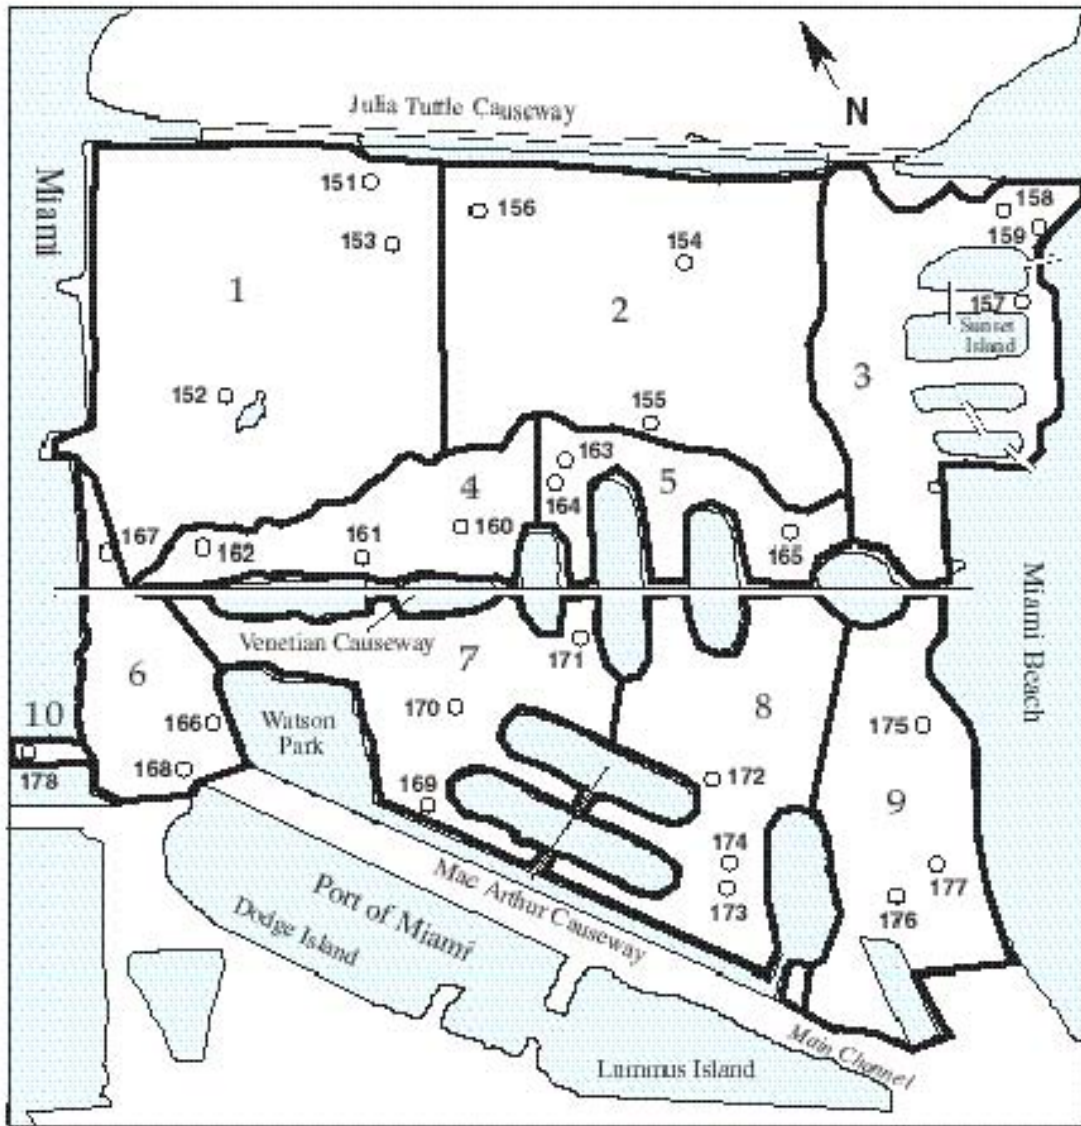 Julia Tuttle Causeway
N
Miami
151
156
158
153
154
159
1
2
157
Sunset
Island
3
152
155
163
4
5
164
167
162
161
160
165
Venetian Causeway
171
Miami Beach
6
7
8
10
166
Watson
Park
170
175
178
168
169
172
9
174
173
177
176
Mac Arthur Causeway
Port of Miami
Dodge Island
Main Channel
Lummus Island